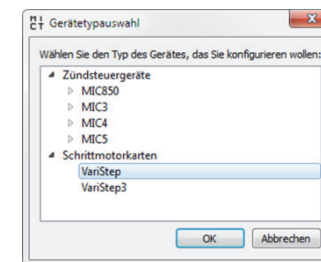 Gerätetypauswahl
Wählen Sie den Typ des Gerätes, das Sie konfigurieren wollen:
Zündsteuergeräte
MIC850
MIC3
MIC4
MIC5
Schrittmotorkarten
VariStep
VariStep3
OK Abbrechen